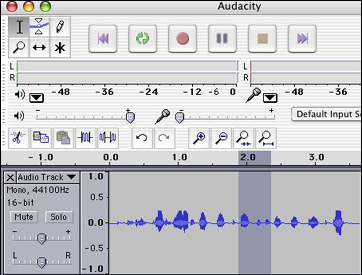 Audacity
L
R
-48 -36 -24 -12 -6 0
L
R
-48 -36 -24
- +
- +
Default Input So
- 1.0 0.0 1.0 2.0 3.0
X Audio Track
Mono, 44100Hz
16-bit
Mute Solo
- +
L R
1.0
0.5
0.0
-0.5
-1.0